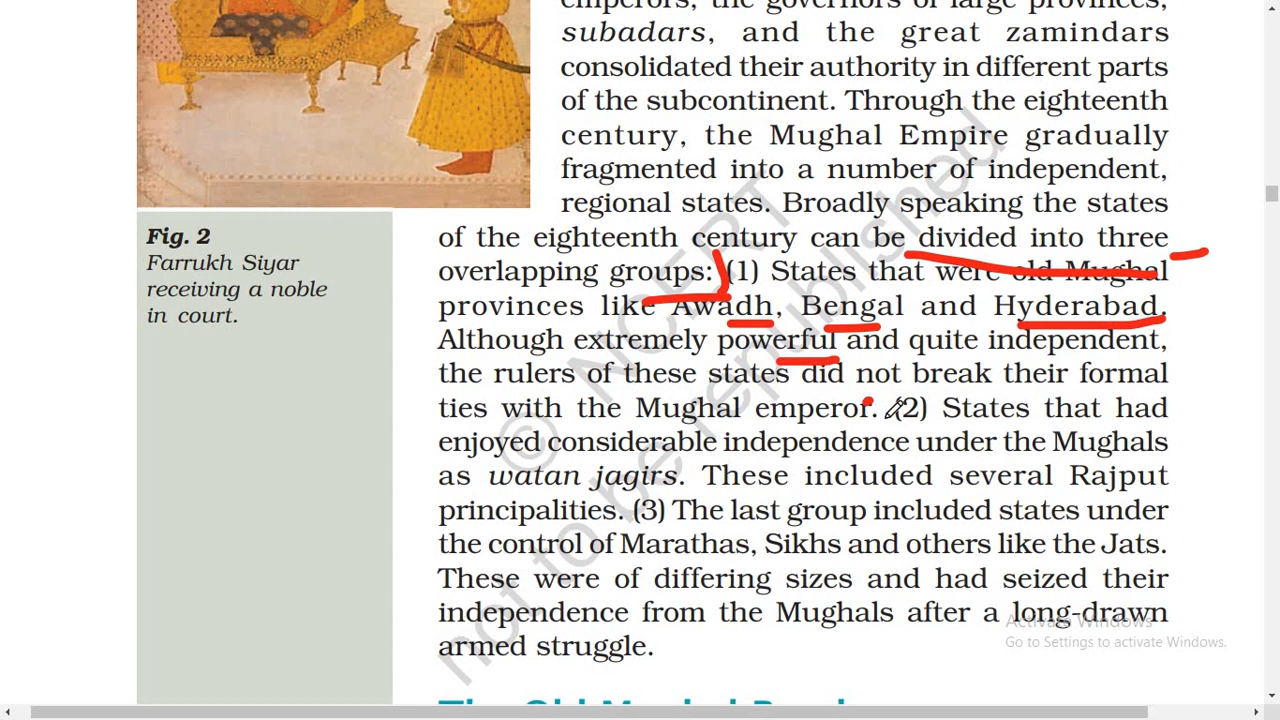 emperors, the governors of large provinces,
subadars, and the great zamindars
consolidated their authority in different parts
of the subcontinent. Through the eighteenth
century, the Mughal Empire gradually
fragmented into a number of independent,
regional states. Broadly speaking the states
of the eighteenth century can be divided into three
overlapping groups: (1) States that were old Mughal
provinces like Awadh, Bengal and Hyderabad.
Although extremely powerful and quite independent,
the rulers of these states did not break their formal
ties with the Mughal emperor. (2) States that had
enjoyed considerable independence under the Mughals
as watan jagirs. These included several Rajput
principalities. (3) The last group included states under
the control of Marathas, Sikhs and others like the Jats.
These were of differing sizes and had seized their
independence from the Mughals after a long-drawn
armed struggle.
Fig. 2
Farrukh Siyar
receiving a noble
in court.
© NCERT
not to be republished
Activate Windows
Go to Settings to activate Windows.